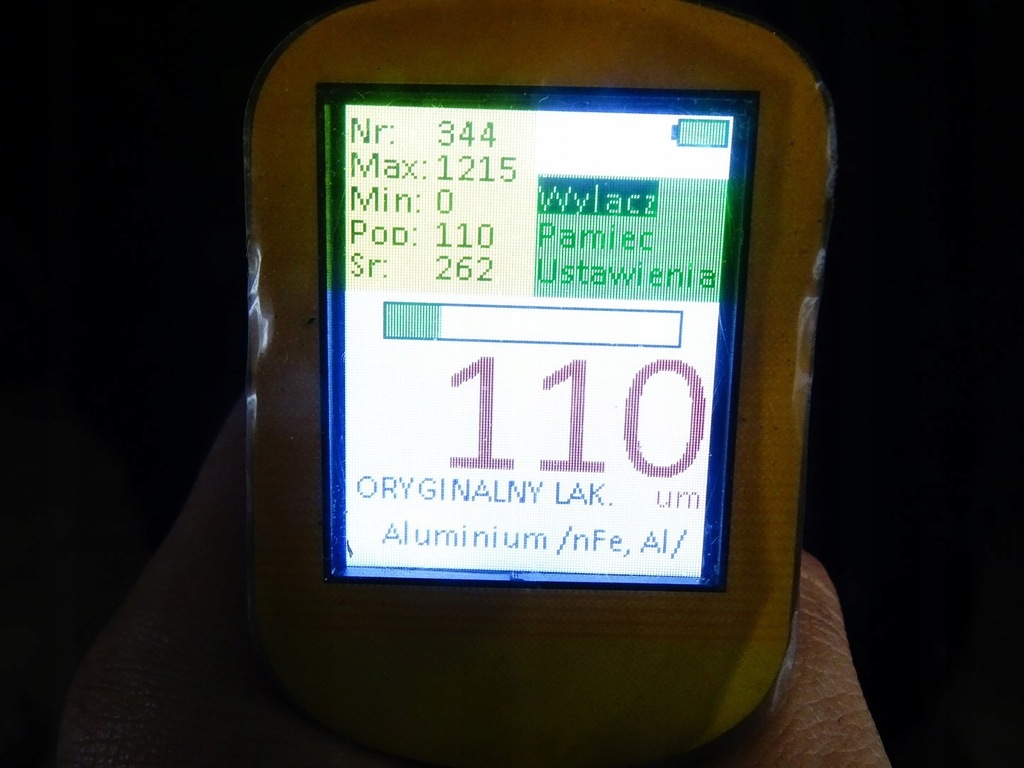 Nr: 344
Max: 1215
Min: 0
Pop: 110
Sr: 262
Wylacz
Pamiec
Ustawienia
110
ORYGINALNY LAK. um
Aluminium /nFe, Al/